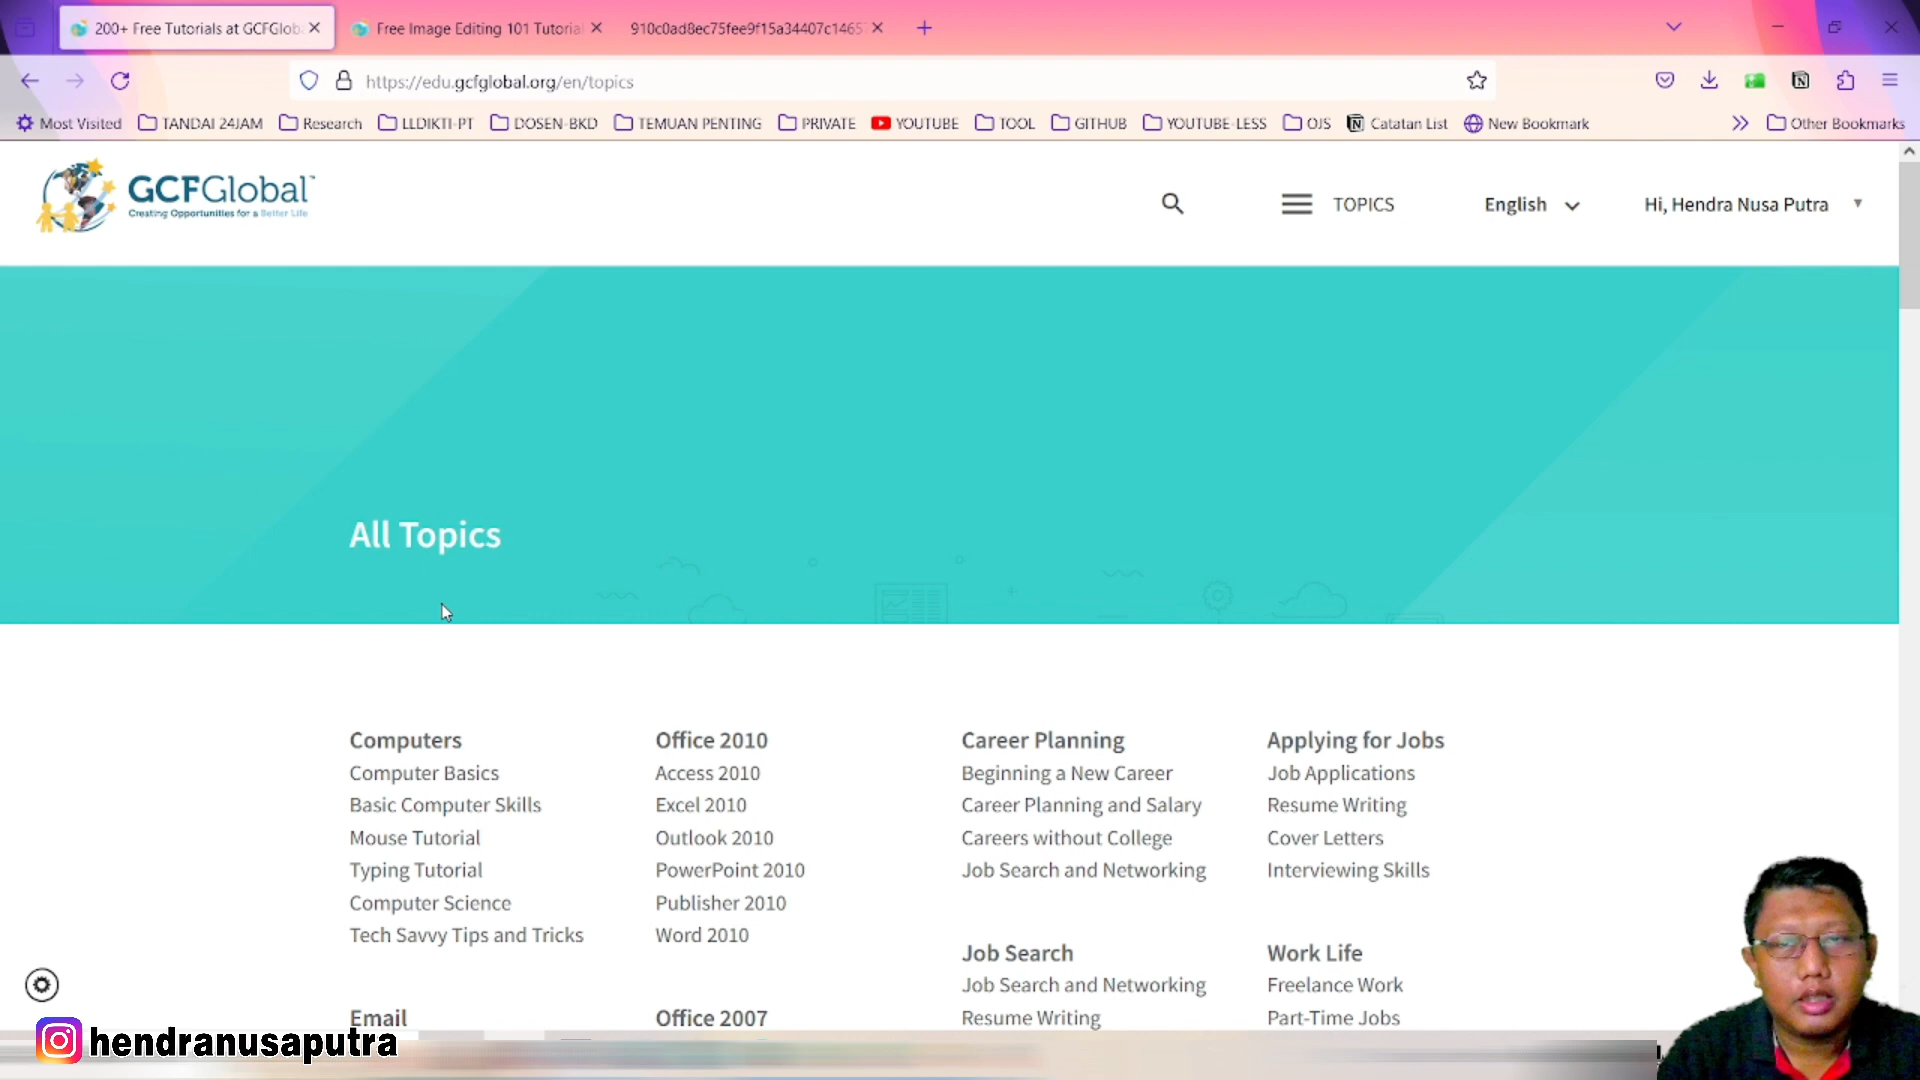 200+ Free Tutorials at GCFGlob
Free Image Editing 101 Tutorial
910c0ad8ec75fee9f15a34407c1465
https://edu.gcfglobal.org/en/topics
Most Visited
TANDAI 24JAM
Research
LLDIKTI-PT
DOSEN-BKD
TEMUAN PENTING
PRIVATE
YOUTUBE
TOOL
GITHUB
YOUTUBE-LESS
OJS
Catatan List
New Bookmark
Other Bookmarks
GCFGlobal
Creating Opportunities for a Better Life
TOPICS
English
Hi, Hendra Nusa Putra
All Topics
Computers
Computer Basics
Basic Computer Skills
Mouse Tutorial
Typing Tutorial
Computer Science
Tech Savvy Tips and Tricks
Email
Office 2010
Access 2010
Excel 2010
Outlook 2010
PowerPoint 2010
Publisher 2010
Word 2010
Office 2007
Career Planning
Beginning a New Career
Career Planning and Salary
Careers without College
Job Search and Networking
Job Search
Job Search and Networking
Resume Writing
Applying for Jobs
Job Applications
Resume Writing
Cover Letters
Interviewing Skills
Work Life
Freelance Work
Part-Time Jobs
hendranusaputra